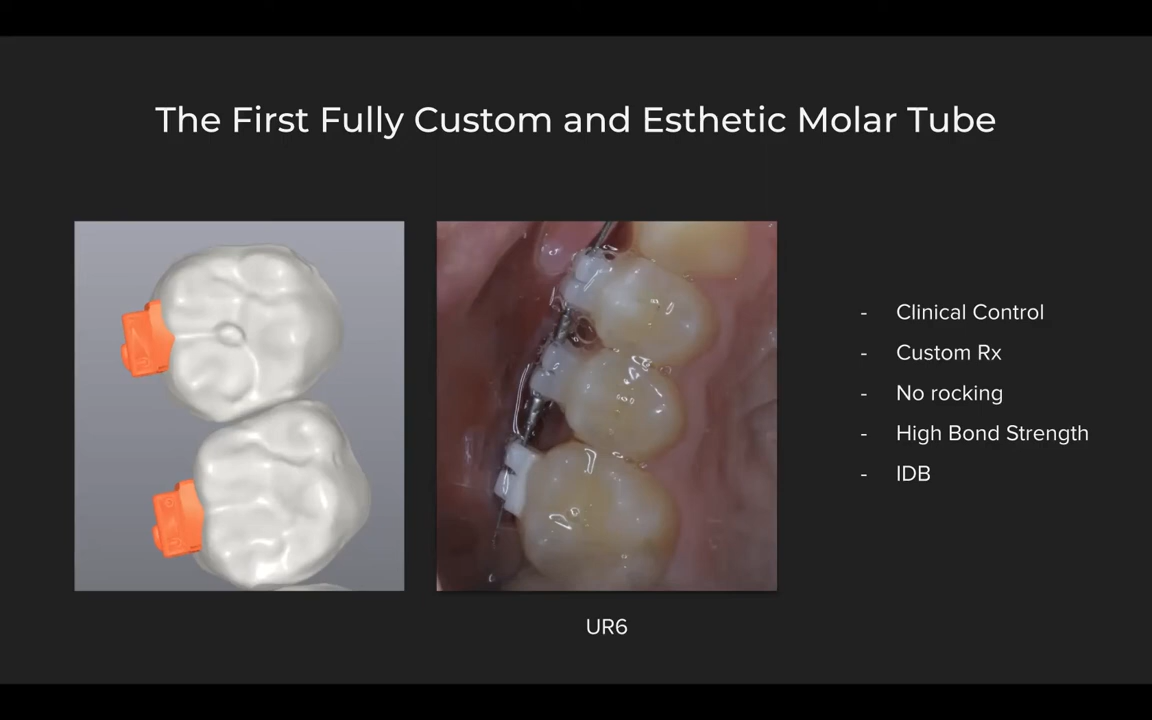 The First Fully Custom and Esthetic Molar Tube
- Clinical Control
- Custom Rx
- No rocking
- High Bond Strength
- IDB
UR6